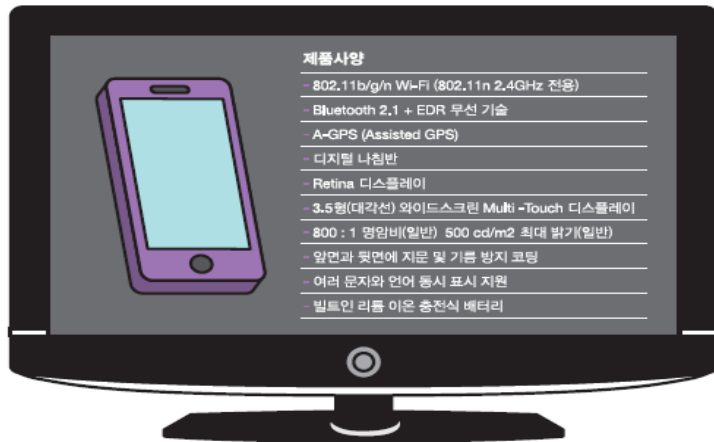 제품사양
- 802.11b/g/n Wi-Fi (802.11n 2.4GHz 전용)
- Bluetooth 2.1 + EDR 무선 기술
- A-GPS (Assisted GPS)
- 디지털 나침반
- Retina 디스플레이
- 3.5형(대각선) 와이드스크린 Multi -Touch 디스플레이
- 800 : 1 명암비(일반) 500 cd/m2 최대 밝기(일반)
- 앞면과 뒷면에 지문 및 기름 방지 코팅
- 여러 문자와 언어 동시 표시 지원
- 빌트인 리튬 이온 충전식 배터리